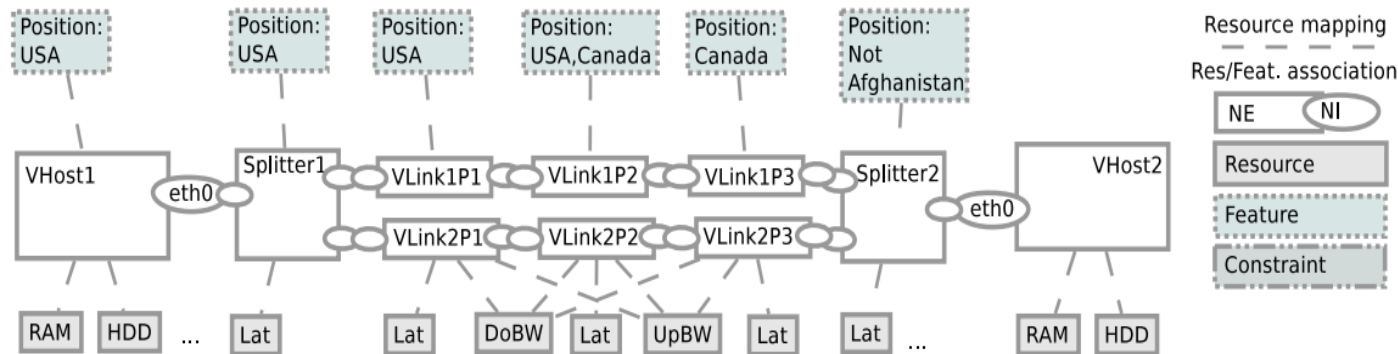 Position:
USA
Position:
USA
Position:
USA
Position:
USA,Canada
Position:
Canada
Position:
Not
Afghanistan
Resource mapping
Res/Feat. association
NE
NI
Resource
Feature
Constraint
VHost1
eth0
Splitter1
VLink1P1
VLink1P2
VLink1P3
Splitter2
eth0
VHost2
VLink2P1
VLink2P2
VLink2P3
RAM
HDD
...
Lat
Lat
DoBW
Lat
UpBW
Lat
Lat
...
RAM
HDD